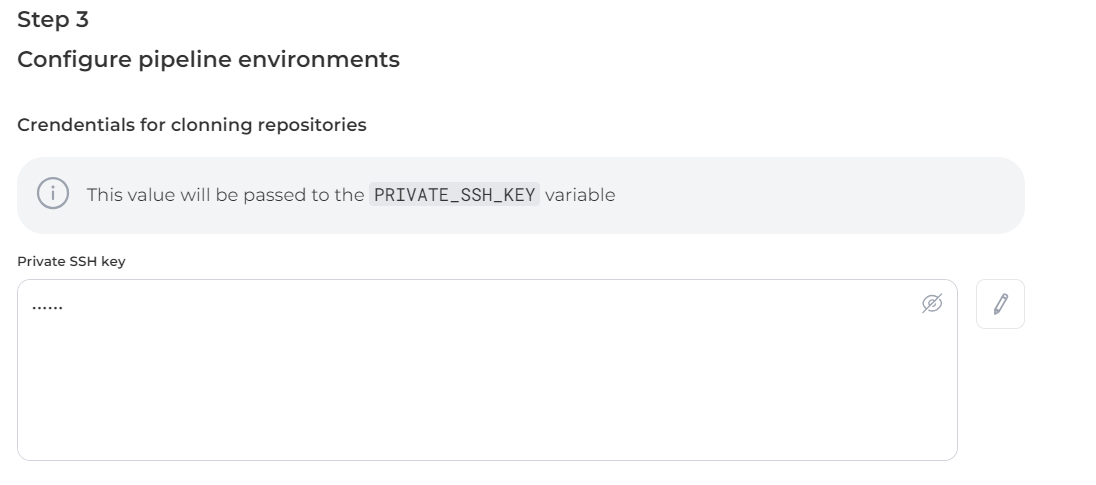 Step 3
Configure pipeline environments
Crendentials for clonning repositories
This value will be passed to the PRIVATE_SSH_KEY variable
Private SSH key
......